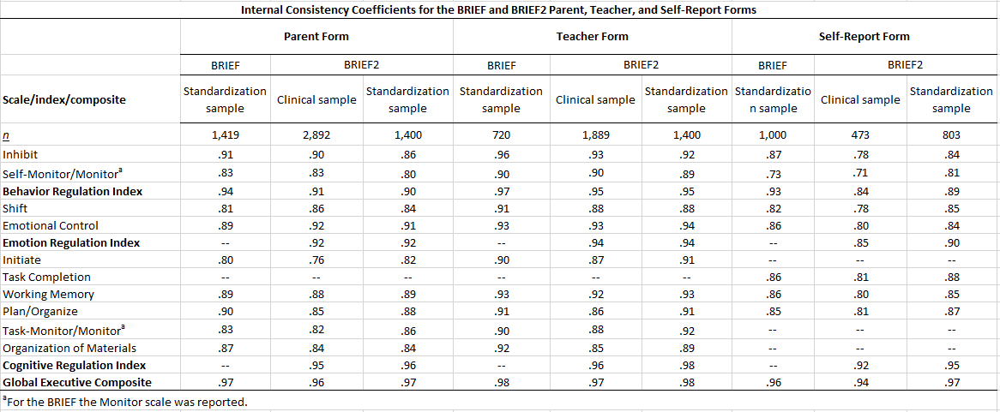 Internal Consistency Coefficients for the BRIEF and BRIEF2 Parent, Teacher, and Self-Report Forms
Parent Form Teacher Form Self-Report Form
BRIEF BRIEF2 BRIEF BRIEF2 BRIEF BRIEF2
Scale/index/composite Standardization sample Clinical sample Standardization sample Standardization sample Clinical sample Standardization sample Standardizatio n sample Clinical sample Standardization sample
n 1,419 2,892 1,400 720 1,889 1,400 1,000 473 803
Inhibit .91 .90 .86 .96 .93 .92 .87 .78 .84
Self-Monitor/Monitor^a .83 .83 .80 .90 .90 .89 .73 .71 .81
Behavior Regulation Index .94 .91 .90 .97 .95 .95 .93 .84 .89
Shift .81 .86 .84 .91 .88 .88 .82 .78 .85
Emotional Control .89 .92 .91 .93 .93 .94 .86 .80 .84
Emotion Regulation Index -- .92 .92 -- .94 .94 -- .85 .90
Initiate .80 .76 .82 .90 .87 .91 -- -- --
Task Completion -- -- -- -- -- -- .86 .81 .88
Working Memory .89 .88 .89 .93 .92 .93 .86 .80 .85
Plan/Organize .90 .85 .88 .91 .86 .91 .85 .81 .87
Task-Monitor/Monitor^a .83 .82 .86 .90 .88 .92 -- -- --
Organization of Materials .87 .84 .84 .92 .85 .89 -- -- --
Cognitive Regulation Index -- .95 .96 -- .96 .98 -- .92 .95
Global Executive Composite .97 .96 .97 .98 .97 .98 .96 .94 .97
^aFor the BRIEF the Monitor scale was reported.